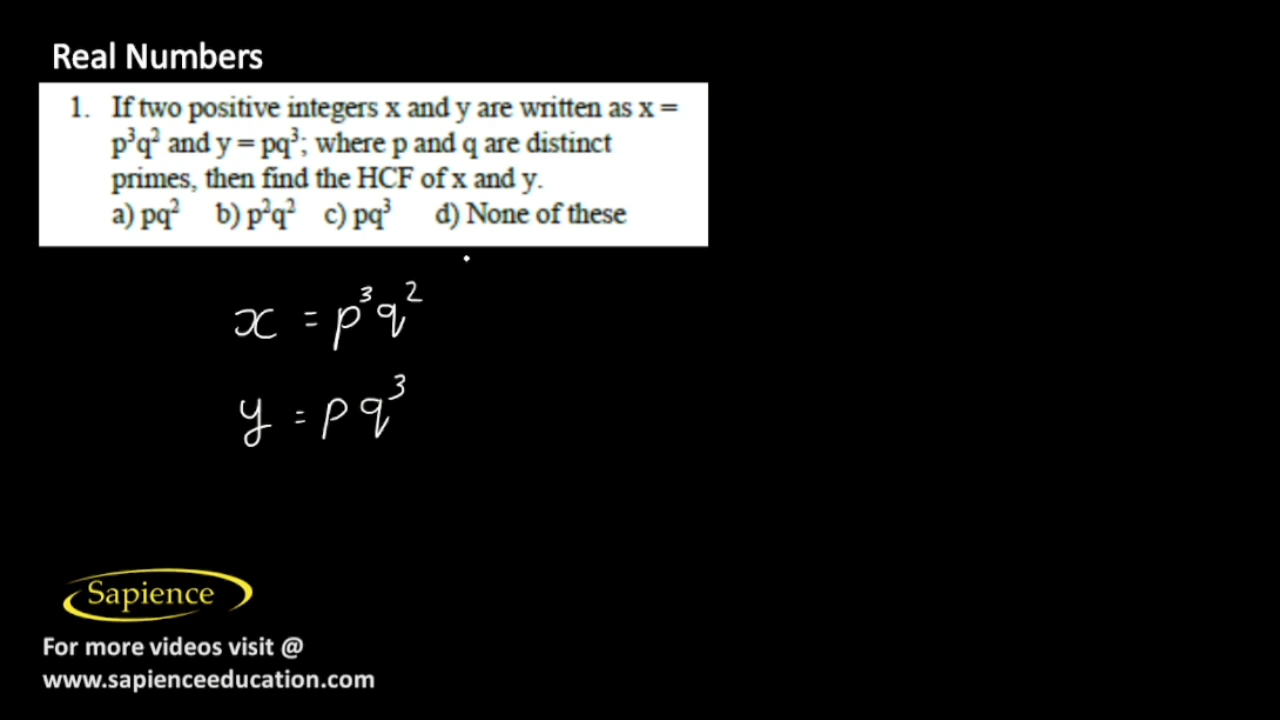 Real Numbers
1. If two positive integers x and y are written as x =
p³q² and y = pq³; where p and q are distinct
primes, then find the HCF of x and y.
a) pq² b) p²q² c) pq³ d) None of these
x = p³q²
y = pq³
Sapience
For more videos visit @
www.sapienceeducation.com